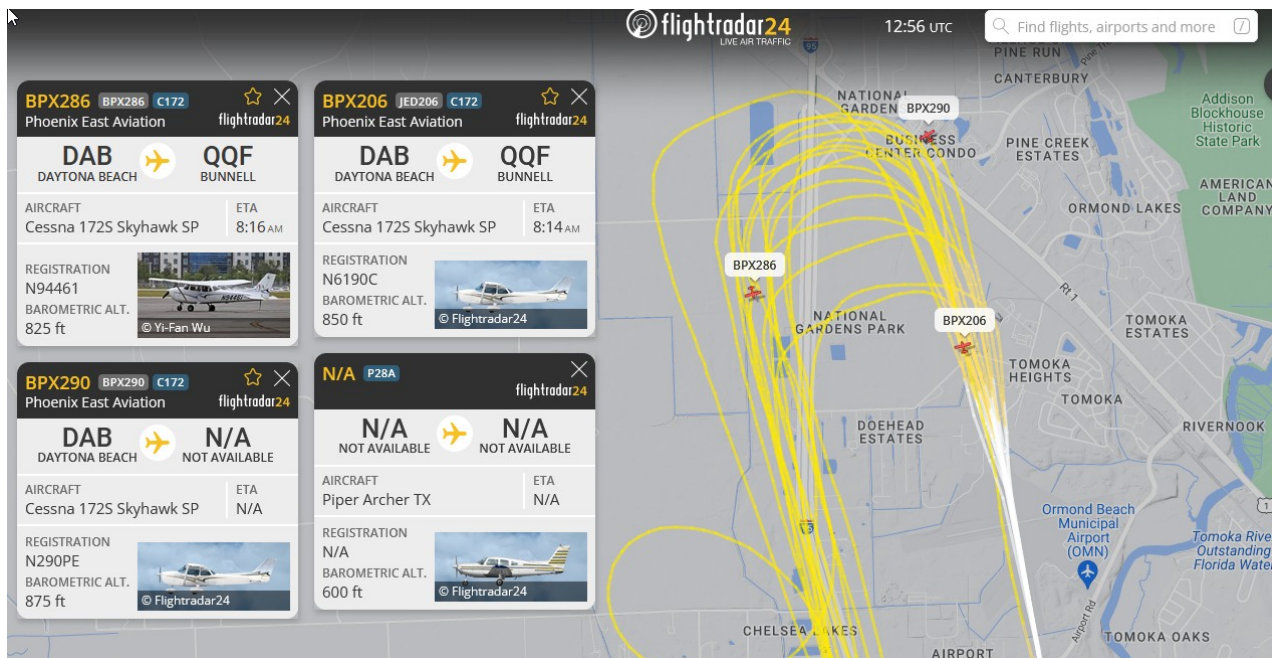 flightradar24
LIVE AIR TRAFFIC
12:56 UTC
Find flights, airports and more /
BPX286 BPX286 C172
Phoenix East Aviation
flightradar24
DAB
DAYTONA BEACH
QQF
BUNNELL
AIRCRAFT
Cessna 172S Skyhawk SP
ETA
8:16 AM
REGISTRATION
N94461
BAROMETRIC ALT.
825 ft
© Yi-Fan Wu
BPX206 JED206 C172
Phoenix East Aviation
flightradar24
DAB
DAYTONA BEACH
QQF
BUNNELL
AIRCRAFT
Cessna 172S Skyhawk SP
ETA
8:14 AM
REGISTRATION
N6190C
BAROMETRIC ALT.
850 ft
© Flightradar24
BPX290 BPX290 C172
Phoenix East Aviation
flightradar24
DAB
DAYTONA BEACH
N/A
NOT AVAILABLE
AIRCRAFT
Cessna 172S Skyhawk SP
ETA
N/A
REGISTRATION
N290PE
BAROMETRIC ALT.
875 ft
© Flightradar24
N/A P28A
flightradar24
N/A
NOT AVAILABLE
N/A
NOT AVAILABLE
AIRCRAFT
Piper Archer TX
ETA
N/A
REGISTRATION
N/A
BAROMETRIC ALT.
600 ft
© Flightradar24
95
PINE RUN
CANTERBURY
NATIONAL
GARDEN
BPX290
BUSINESS
CENTER CONDO
PINE CREEK
ESTATES
Addison
Blockhouse
Historic
State Park
AMERICAN
LAND
COMPANY
ORMOND LAKES
BPX286
Rt 1
NATIONAL
GARDENS PARK
BPX206
TOMOKA
ESTATES
TOMOKA
HEIGHTS
TOMOKA
DOEHEAD
ESTATES
RIVERNOOK
Ormond Beach
Municipal
Airport
(OMN)
1
Tomoka Rive
Outstanding
Florida Wate
Airport Rd
CHELSEA LAKES
AIRPORT
TOMOKA OAKS